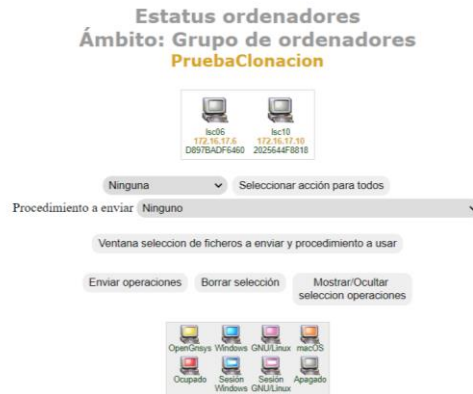 Estatus ordenadores
Ámbito: Grupo de ordenadores
PruebaClonacion
lsc06 lsc10
172.16.17.6 172.16.17.10
D897BADF6460 2025644F8818
Ninguna Seleccionar acción para todos
Procedimiento a enviar Ninguno
Ventana seleccion de ficheros a enviar y procedimiento a usar
Enviar operaciones Borrar selección Mostrar/Ocultar
seleccion operaciones
OpenGnsys Windows GNU/Linux macOS
Ocupado Sesión Sesión Apagado
Windows GNU/Linux